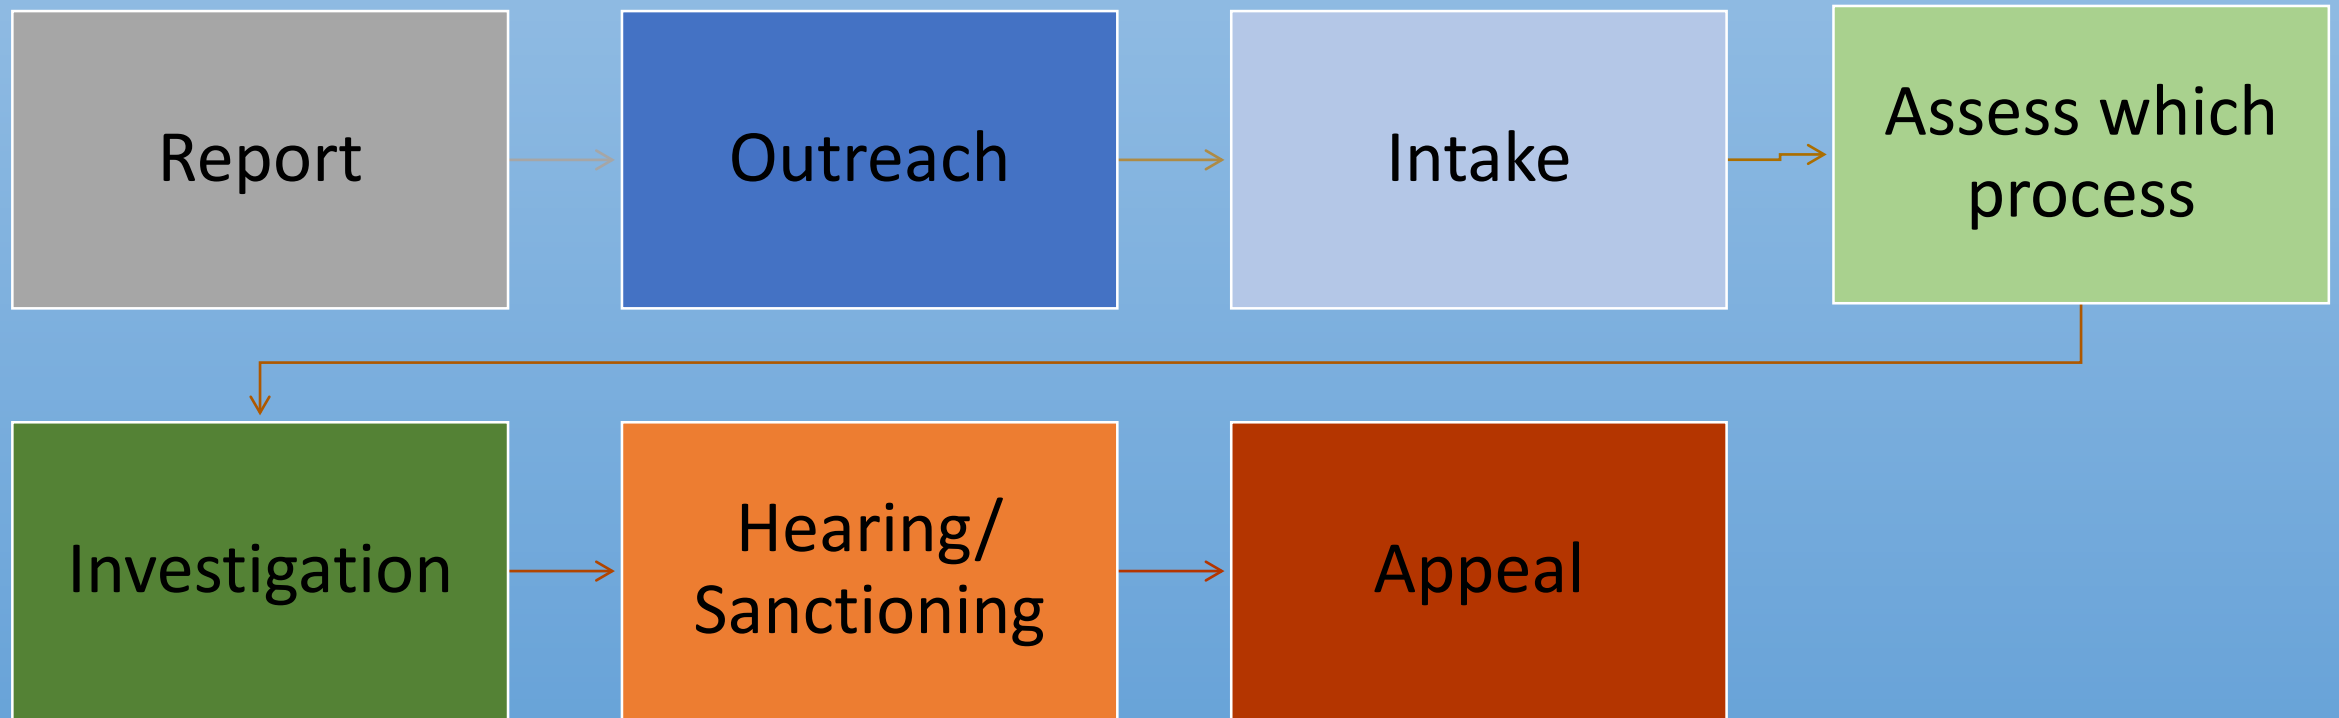 Report
Outreach
Intake
Assess which
process
Investigation
Hearing/
Sanctioning
Appeal